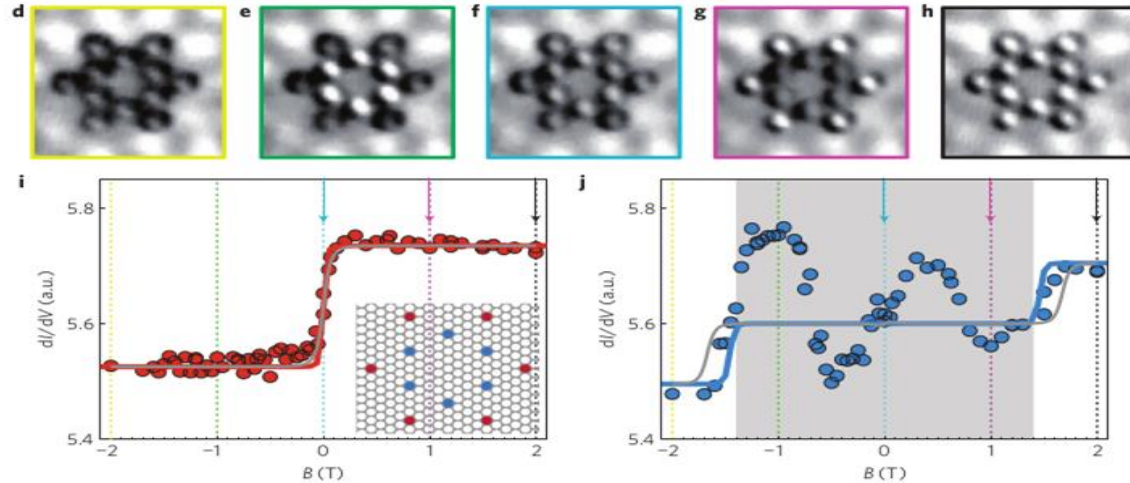 d e f g h
i j
5.8 5.8
dI/dV (a.u.) dI/dV (a.u.)
5.6 5.6
5.4 5.4
-2 -1 0 1 2 -2 -1 0 1 2
B (T) B (T)